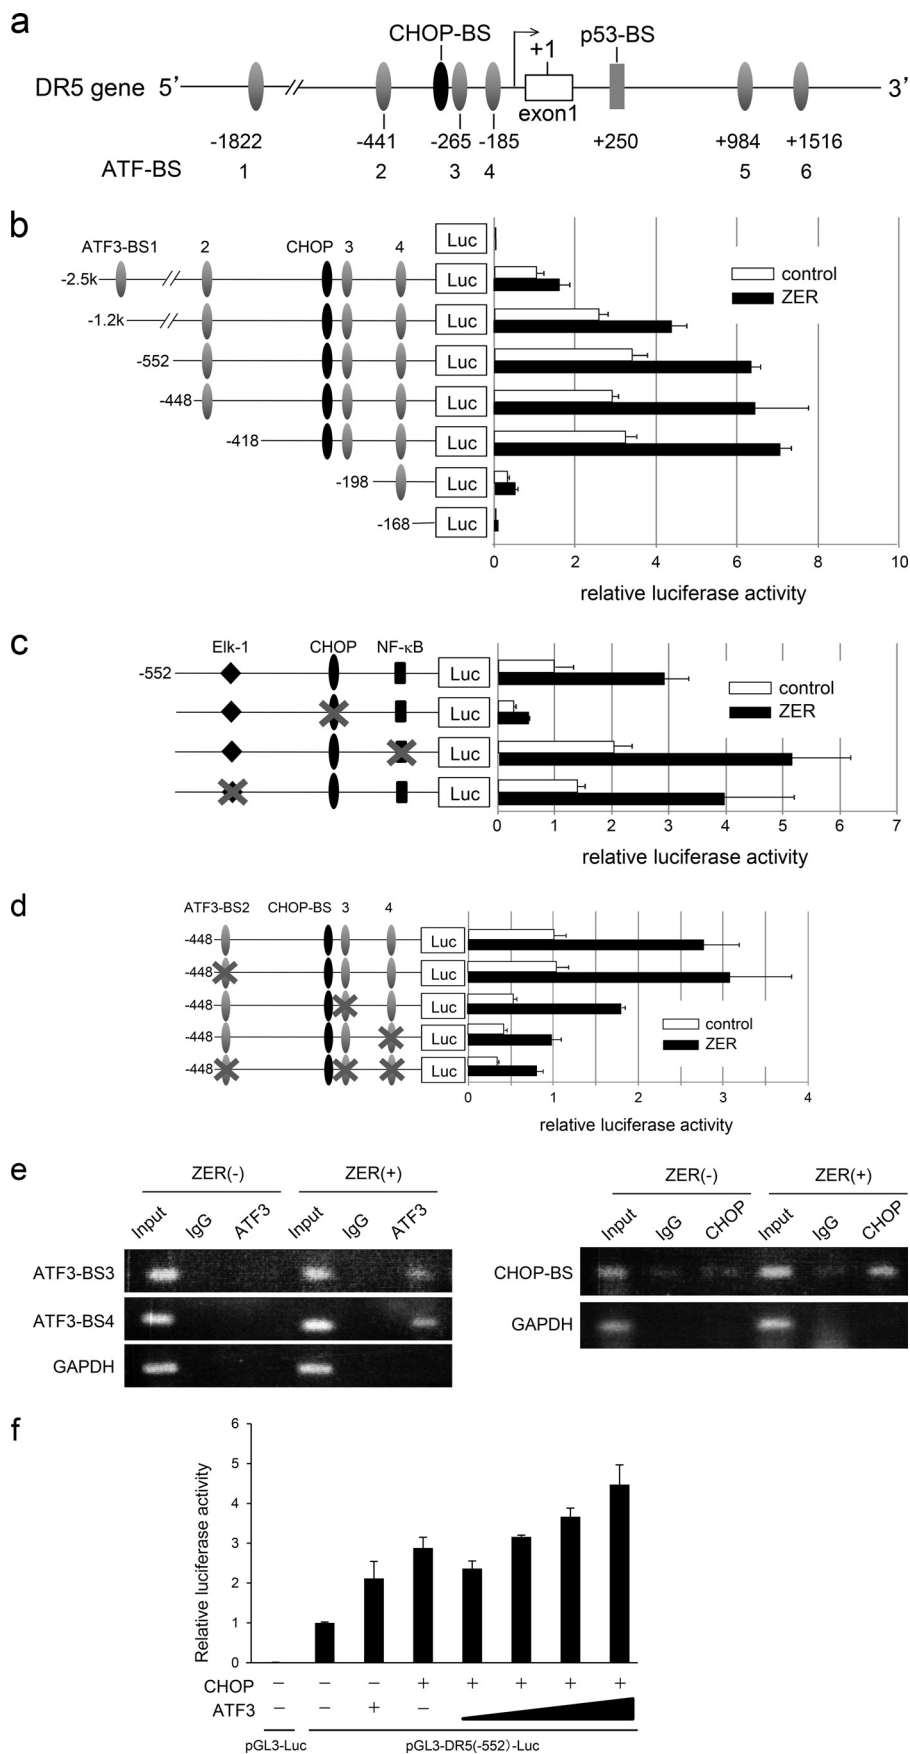 a
CHOP-BS
p53-BS
+1
DR5 gene 5’ 3’
exon1
-1822 -441 -265 -185 +250 +984 +1516
ATF-BS 1 2 3 4 5 6
b
ATF3-BS1 2 CHOP 3 4
Luc
-2.5k Luc
-1.2k Luc
-552 Luc
-448 Luc
-418 Luc
-198 Luc
-168 Luc
control
ZER
0 2 4 6 8 10
relative luciferase activity
c
Elk-1 CHOP NF-κB
-552 Luc
Luc
Luc
Luc
control
ZER
0 1 2 3 4 5 6 7
relative luciferase activity
d
ATF3-BS2 CHOP-BS 3 4
-448 Luc
-448 Luc
-448 Luc
-448 Luc
-448 Luc
control
ZER
0 1 2 3 4
relative luciferase activity
e
ZER(-) ZER(+)
Input IgG ATF3 Input IgG ATF3
ATF3-BS3
ATF3-BS4
GAPDH
ZER(-) ZER(+)
Input IgG CHOP Input IgG CHOP
CHOP-BS
GAPDH
f
Relative luciferase activity
6
5
4
3
2
1
0
CHOP − − − + + + + +
ATF3 − − + −
pGL3-Luc pGL3-DR5(-552)-Luc